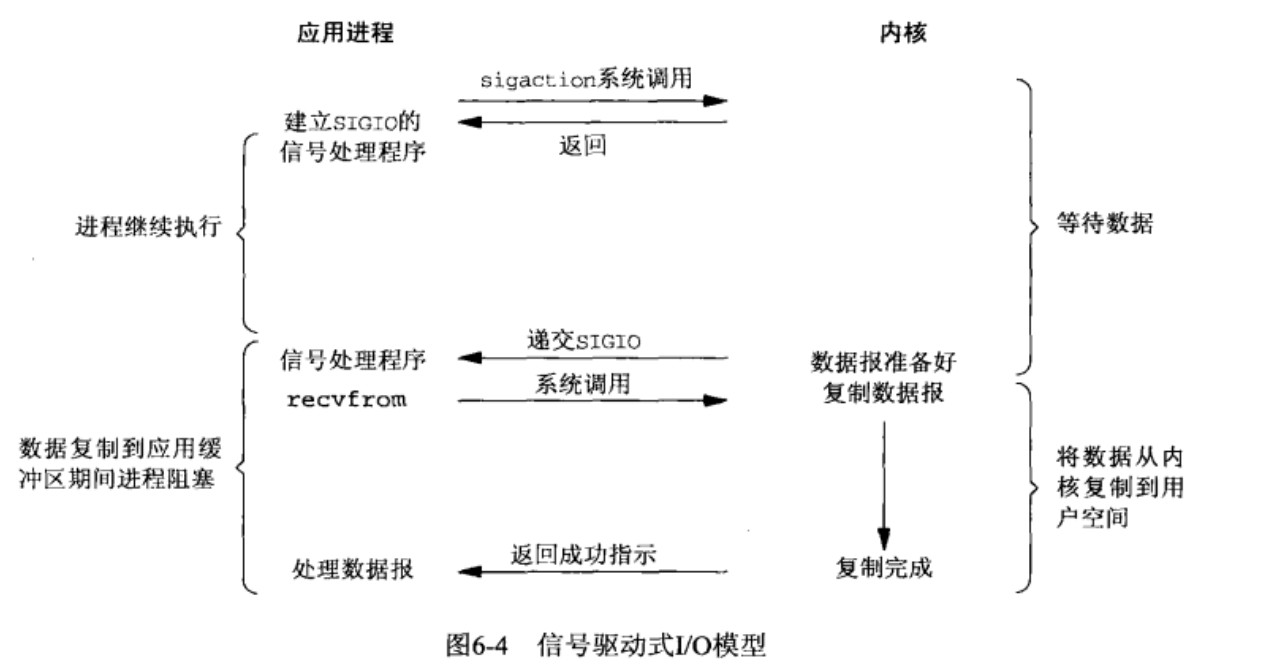 应用进程
内核
sigaction系统调用
建立SIGIO的
信号处理程序
返回
进程继续执行
等待数据
递交SIGIO
信号处理程序
数据报准备好
系统调用
recvfrom
复制数据报
数据复制到应用缓
冲区期间进程阻塞
将数据从内
核复制到用
户空间
返回成功指示
处理数据报
复制完成
图6-4 信号驱动式I/O模型